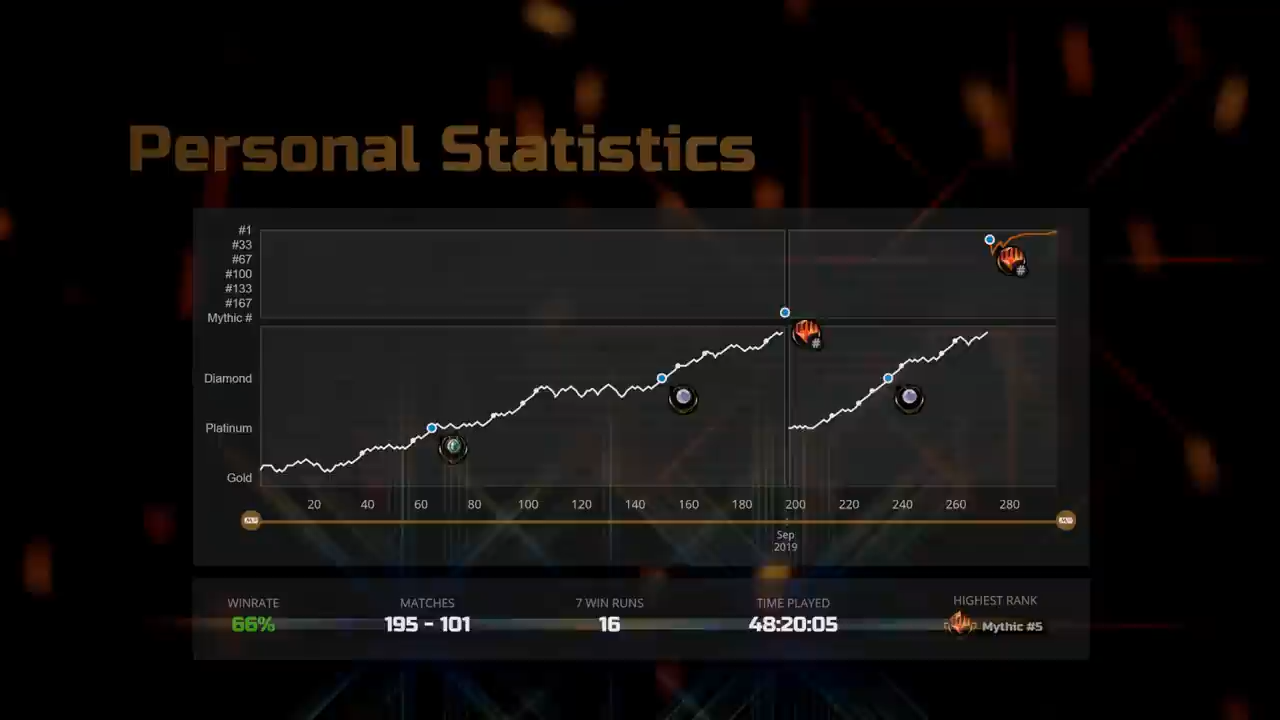 Personal Statistics
#1
#33
#67
#100
#133
#167
Mythic #
Diamond
Platinum
Gold
20 40 60 80 100 120 140 160 180 200 220 240 260 280
Sep
2019
WINRATE MATCHES 7 WIN RUNS TIME PLAYED HIGHEST RANK
66% 195 - 101 16 48:20:05 Mythic #5